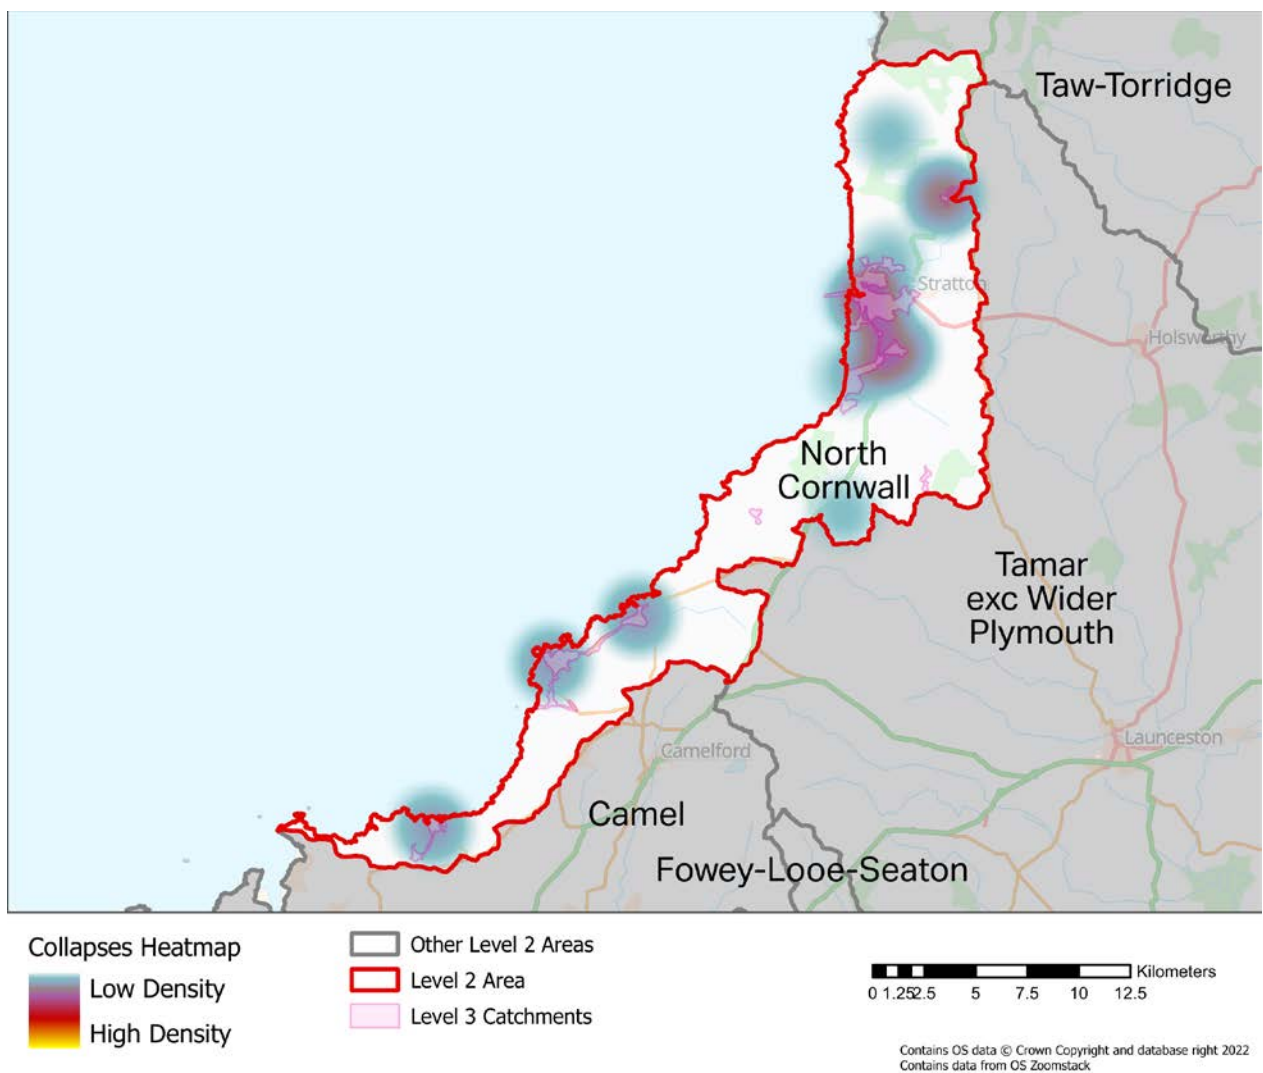 Taw-Torridge
Stratton
Holsworthy
North
Cornwall
Tamar
exc Wider
Plymouth
Launceston
Camelford
Camel
Fowey-Looe-Seaton
Collapses Heatmap
Low Density
High Density
Other Level 2 Areas
Level 2 Area
Level 3 Catchments
Kilometers
0 1.252.5 5 7.5 10 12.5
Contains OS data © Crown Copyright and database right 2022
Contains data from OS Zoomstack